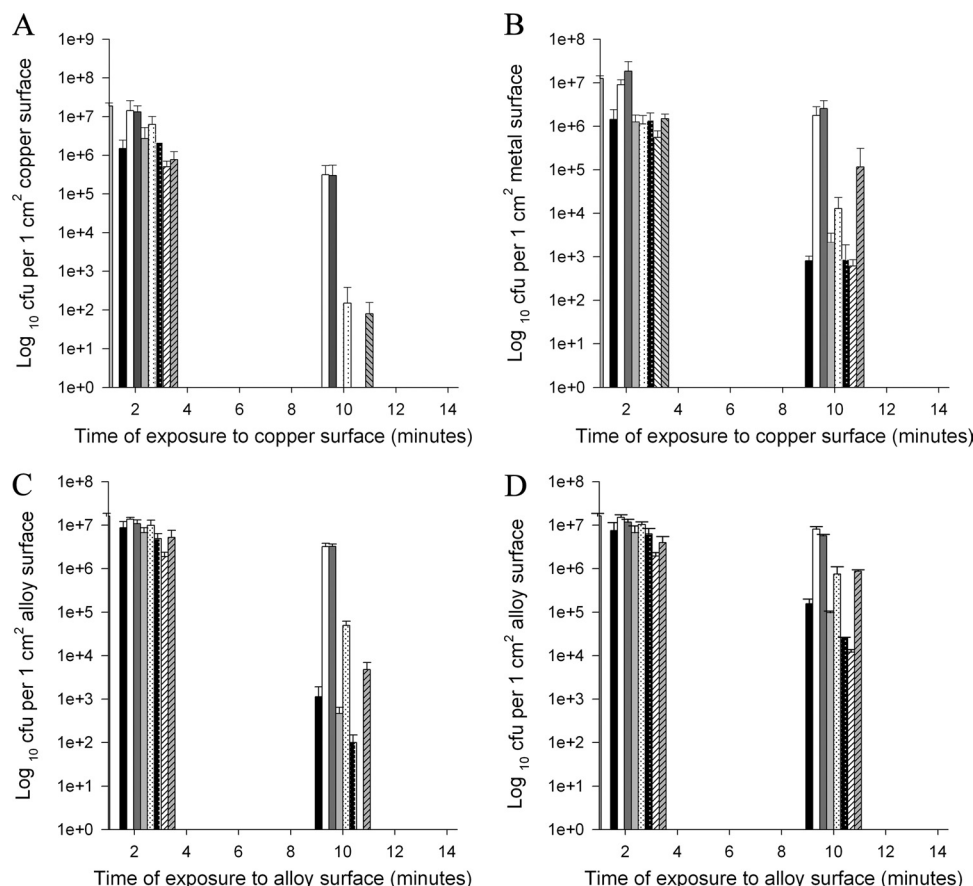 A
Log 10 cfu per 1 cm2 copper surface
1e+9
1e+8
1e+7
1e+6
1e+5
1e+4
1e+3
1e+2
1e+1
1e+0
2 4 6 8 10 12 14
Time of exposure to copper surface (minutes)
B
Log 10 cfu per 1 cm2 metal surface
1e+8
1e+7
1e+6
1e+5
1e+4
1e+3
1e+2
1e+1
1e+0
2 4 6 8 10 12 14
Time of exposure to copper surface (minutes)
C
Log 10 cfu per 1 cm2 alloy surface
1e+8
1e+7
1e+6
1e+5
1e+4
1e+3
1e+2
1e+1
1e+0
2 4 6 8 10 12 14
Time of exposure to alloy surface (minutes)
D
Log 10 cfu per 1 cm2 alloy surface
1e+8
1e+7
1e+6
1e+5
1e+4
1e+3
1e+2
1e+1
1e+0
2 4 6 8 10 12 14
Time of exposure to alloy surface (minutes)